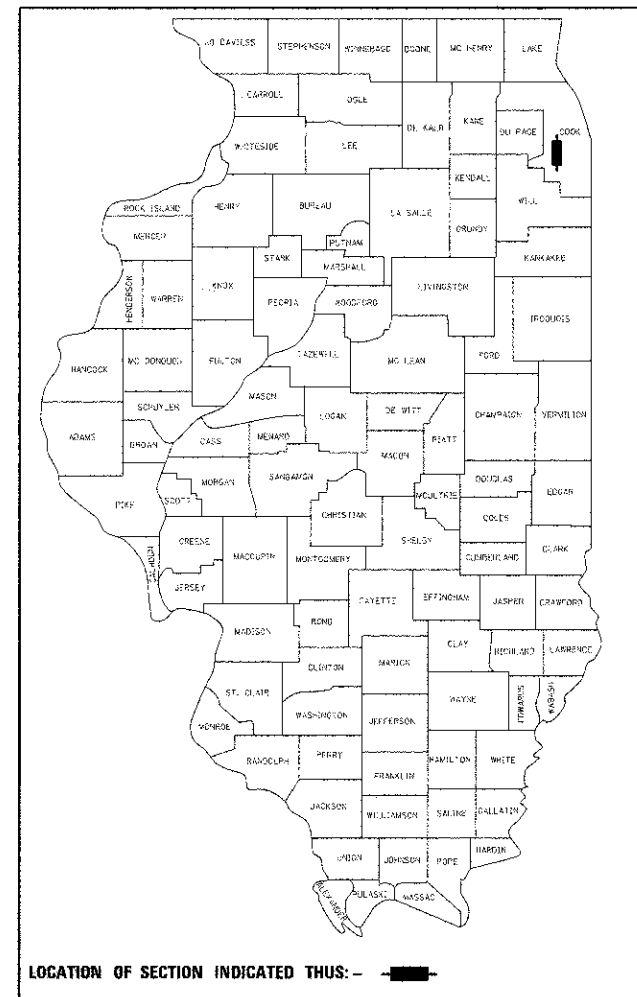 JO DAVIESS STEPHENSON WINNEBAGO BOONE MC HENRY LAKE
CARROLL OGLE DE KALB KANE DU PAGE COOK
WHITESIDE LEE KENDALL WILL
ROCK ISLAND HENRY BUREAU LA SALLE GRUNDY
MERCER PUTNAM KANKAKEE
HENDERSON WARREN KNOX STARK MARSHALL LIVINGSTON
PEORIA WOODFORD IROQUOIS
HANCOCK MC DONOUGH FULTON TAZEWELL MC LEAN FORD
SCHUYLER MASON LOGAN DE WITT CHAMPAIGN VERMILION
ADAMS BROWN CASS MENARD MACON PIATT
MORGAN SANGAMON DOUGLAS EDGAR
PIKE SCOTT CHRISTIAN MOULTRIE COLES
GREENE MACOUPIN MONTGOMERY SHELBY CUMBERLAND CLARK
CALHOUN JERSEY FAYETTE EFFINGHAM JASPER CRAWFORD
MADISON BOND CLAY RICHLAND LAWRENCE
CLINTON MARION
ST. CLAIR WASHINGTON WAYNE EDWARDS WABASH
MONROE JEFFERSON
RANDOLPH PERRY HAMILTON WHITE
FRANKLIN
JACKSON WILLIAMSON SALINE GALLATIN
UNION JOHNSON POPE HARDIN
ALEXANDER PULASKI MASSAC
LOCATION OF SECTION INDICATED THUS: –